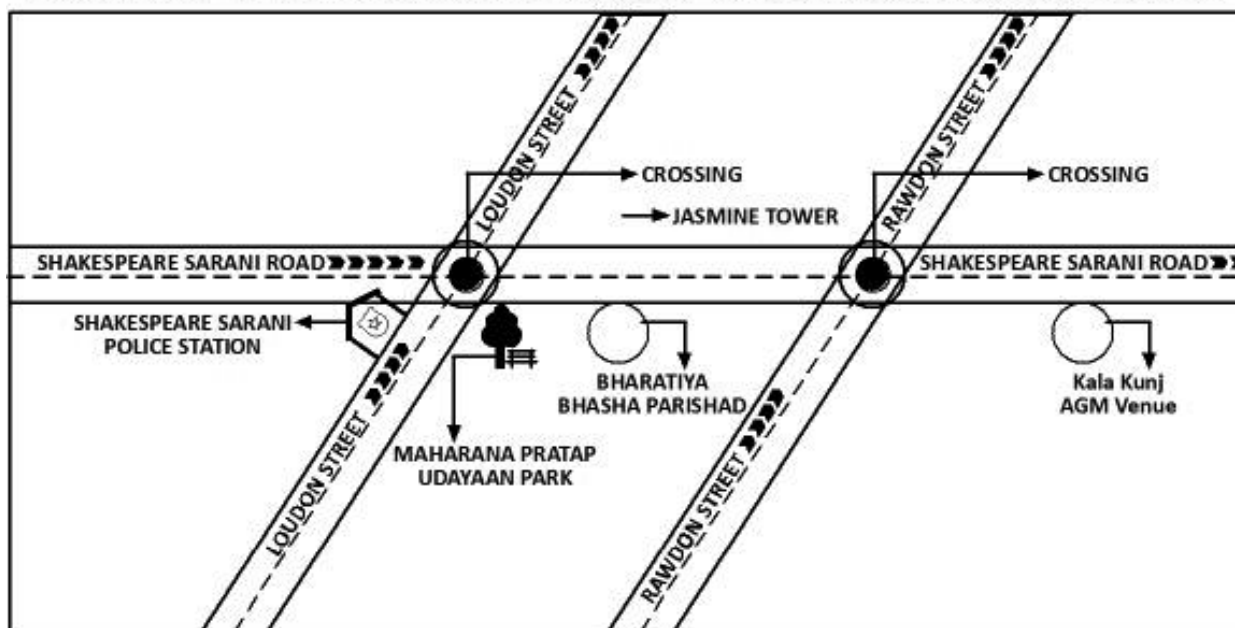 LOUDON STREET
RAWDON STREET
CROSSING
CROSSING
JASMINE TOWER
SHAKESPEARE SARANI ROAD
SHAKESPEARE SARANI ROAD
SHAKESPEARE SARANI
POLICE STATION
BHARATIYA
BHASHA PARISHAD
Kala Kunj
AGM Venue
MAHARANA PRATAP
UDAYAAN PARK
LOUDON STREET
RAWDON STREET